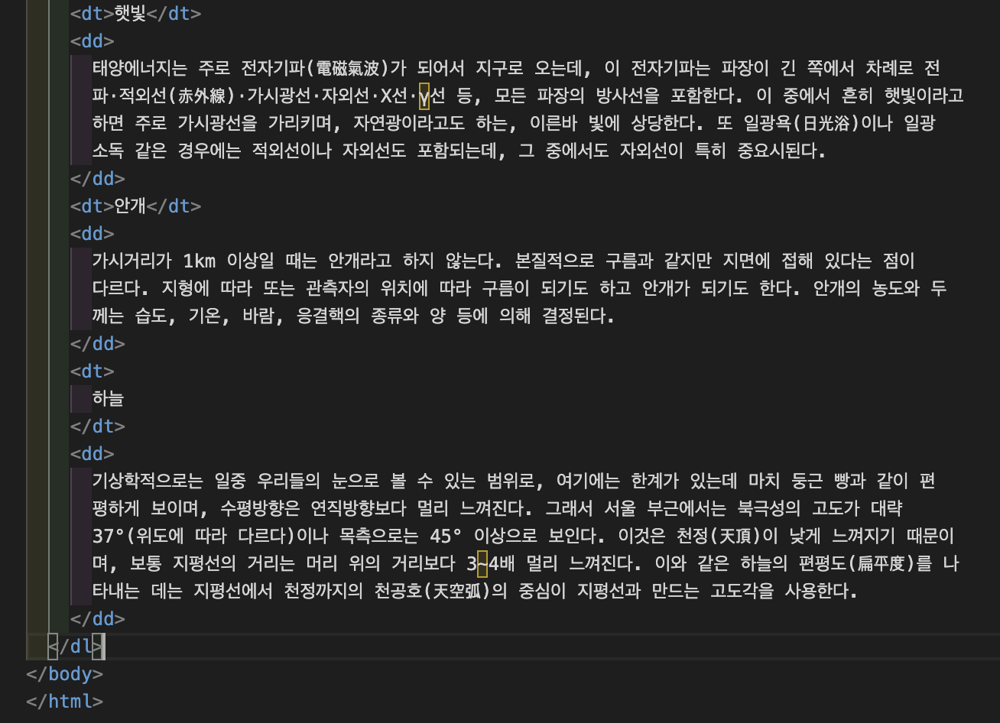 <dt>햇빛</dt>
<dd>
태양에너지는 주로 전자기파(電磁氣波)가 되어서 지구로 오는데, 이 전자기파는 파장이 긴 쪽에서 차례로 전
파·적외선(赤外線)·가시광선·자외선·X선·γ선 등, 모든 파장의 방사선을 포함한다. 이 중에서 흔히 햇빛이라고
하면 주로 가시광선을 가리키며, 자연광이라고도 하는, 이른바 빛에 상당한다. 또 일광욕(日光浴)이나 일광
소독 같은 경우에는 적외선이나 자외선도 포함되는데, 그 중에서도 자외선이 특히 중요시된다.
</dd>
<dt>안개</dt>
<dd>
가시거리가 1km 이상일 때는 안개라고 하지 않는다. 본질적으로 구름과 같지만 지면에 접해 있다는 점이
다르다. 지형에 따라 또는 관측자의 위치에 따라 구름이 되기도 하고 안개가 되기도 한다. 안개의 농도와 두
께는 습도, 기온, 바람, 응결핵의 종류와 양 등에 의해 결정된다.
</dd>
<dt>
하늘
</dt>
<dd>
기상학적으로는 일중 우리들의 눈으로 볼 수 있는 범위로, 여기에는 한계가 있는데 마치 둥근 빵과 같이 편
평하게 보이며, 수평방향은 연직방향보다 멀리 느껴진다. 그래서 서울 부근에서는 북극성의 고도가 대략
37°(위도에 따라 다르다)이나 목측으로는 45° 이상으로 보인다. 이것은 천정(天頂)이 낮게 느껴지기 때문이
며, 보통 지평선의 거리는 머리 위의 거리보다 3~4배 멀리 느껴진다. 이와 같은 하늘의 편평도(扁平度)를 나
타내는 데는 지평선에서 천정까지의 천공호(天空弧)의 중심이 지평선과 만드는 고도각을 사용한다.
</dd>
</dl>
</body>
</html>